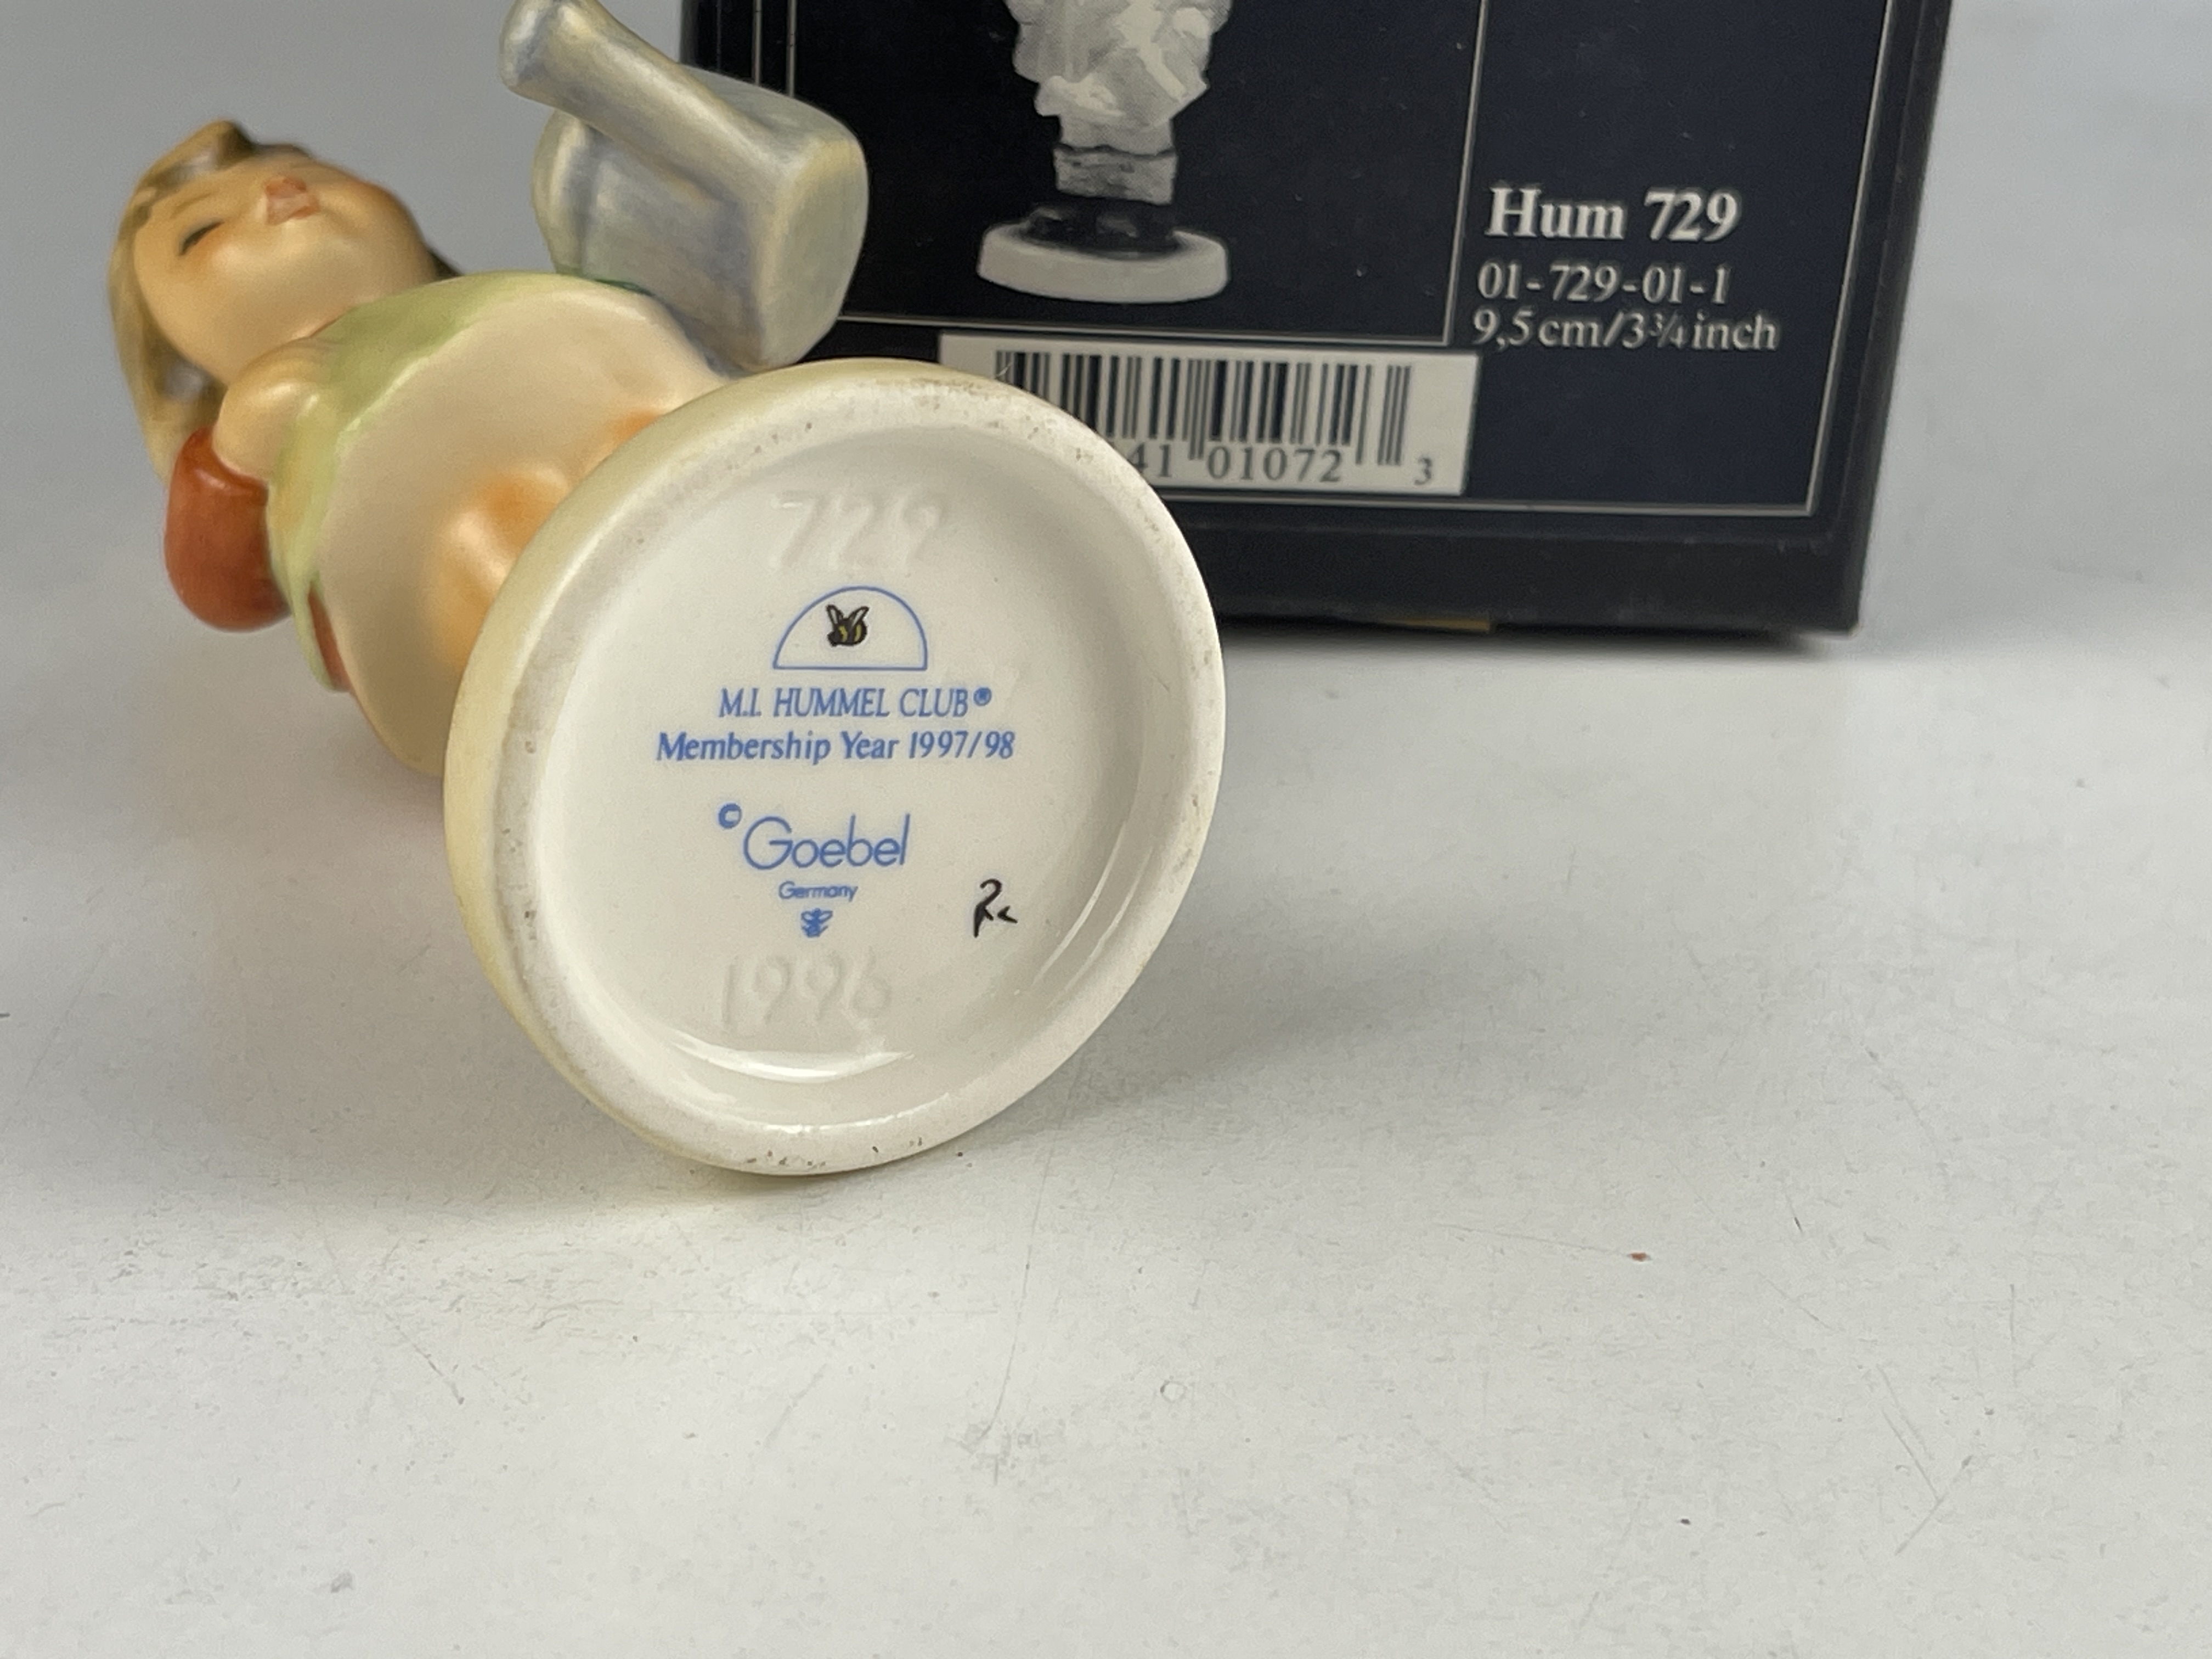 Hum 729
01-729-01-1
9,5 cm/3¾ inch
41 01072 3
729
M.I. HUMMEL CLUB®
Membership Year 1997/98
© Goebel
Germany
1996